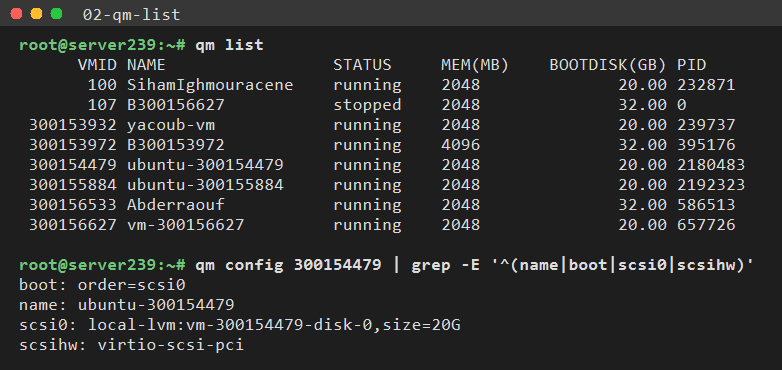 02-qm-list
root@server239:~# qm list
VMID NAME STATUS MEM(MB) BOOTDISK(GB) PID
100 SihamIghmouracene running 2048 20.00 232871
107 B300156627 stopped 2048 32.00 0
300153932 yacoub-vm running 2048 20.00 239737
300153972 B300153972 running 4096 32.00 395176
300154479 ubuntu-300154479 running 2048 20.00 2180483
300155884 ubuntu-300155884 running 2048 20.00 2192323
300156533 Abderraouf running 2048 32.00 586513
300156627 vm-300156627 running 2048 20.00 657726
root@server239:~# qm config 300154479 | grep -E '^(name|boot|scsi0|scsihw)'
boot: order=scsi0
name: ubuntu-300154479
scsi0: local-lvm:vm-300154479-disk-0,size=20G
scsihw: virtio-scsi-pci